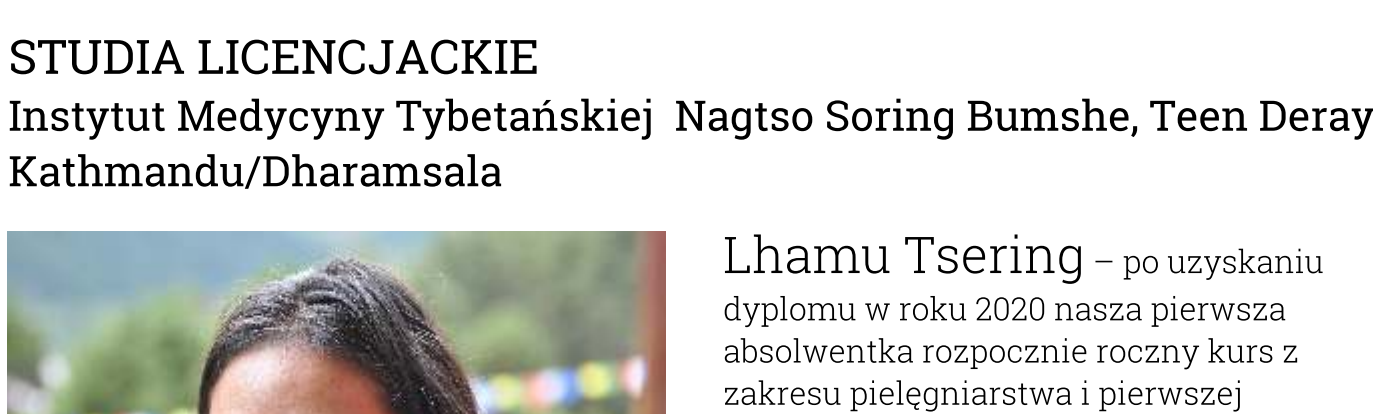 STUDIA LICENCJACKIE
Instytut Medycyny Tybetańskiej  Nagtso Soring Bumshe, Teen Deray
Kathmandu/Dharamsala
Lhamu Tsering – po uzyskaniu
dyplomu w roku 2020 nasza pierwsza
absolwentka rozpocznie roczny kurs z
zakresu pielęgniarstwa i pierwszej